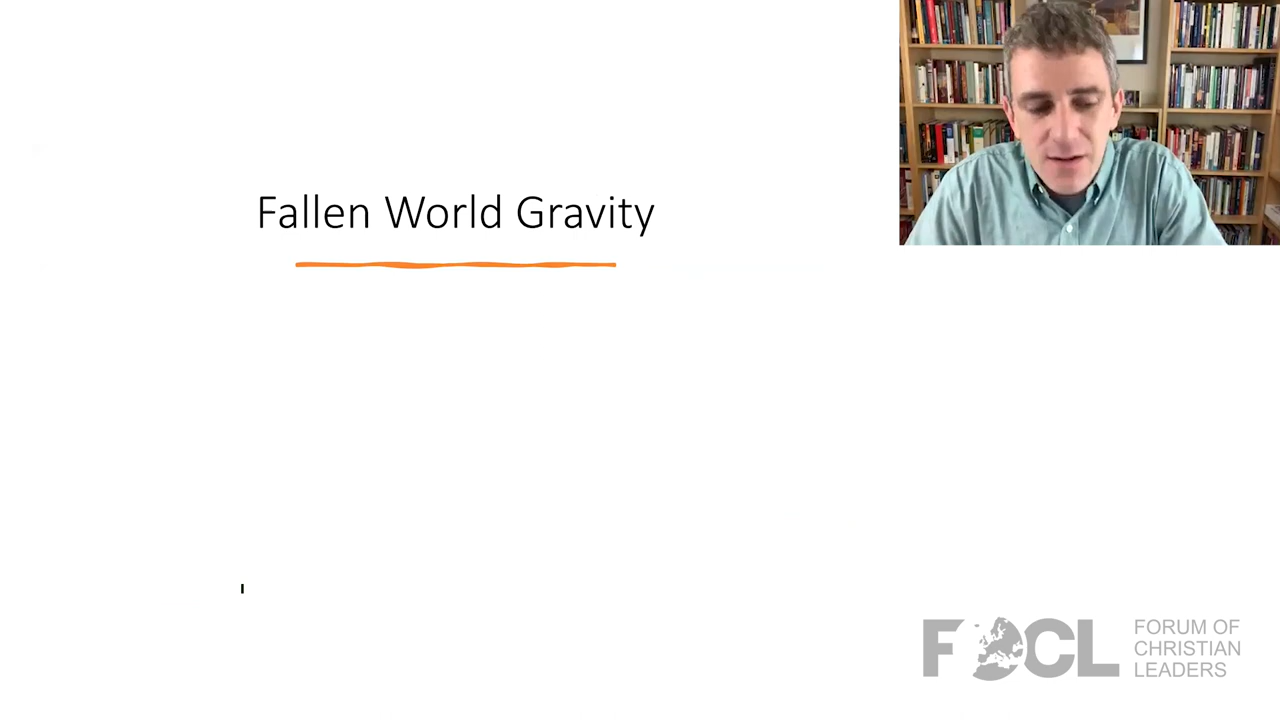 Fallen World Gravity
FOCL
FORUM OF
CHRISTIAN
LEADERS